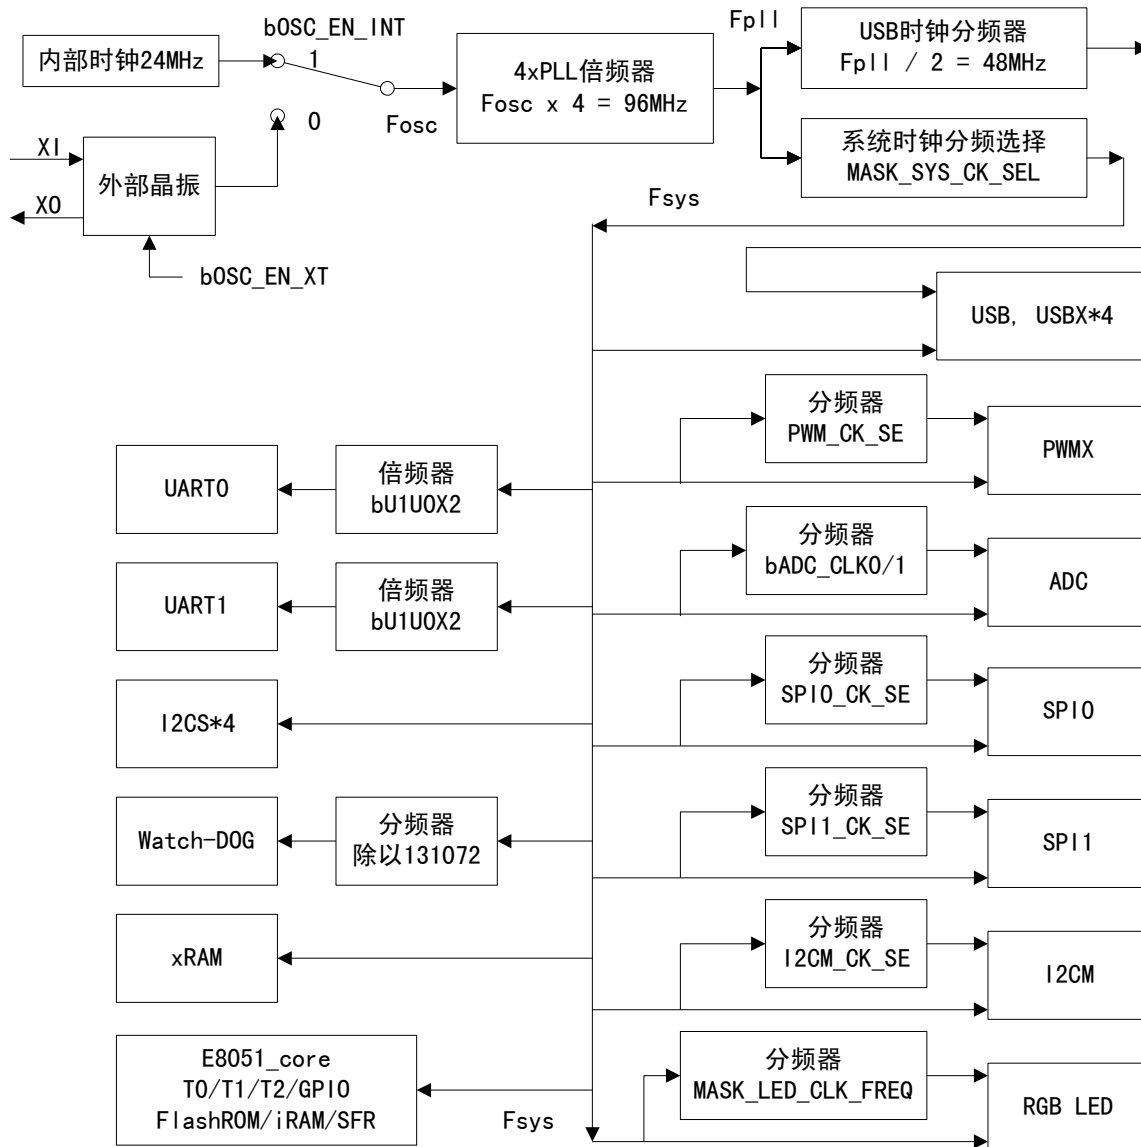 bOSC_EN_INT
内部时钟24MHz
1
0
Fosc
4xPLL倍频器
Fosc x 4 = 96MHz
Fpll
USB时钟分频器
Fpll / 2 = 48MHz
系统时钟分频选择
MASK_SYS_CK_SEL
XI
XO
外部晶振
bOSC_EN_XT
Fsys
USB, USBX*4
分频器
PWM_CK_SE
PWMX
UART0
倍频器
bU1U0X2
分频器
bADC_CLK0/1
ADC
UART1
倍频器
bU1U0X2
分频器
SPI0_CK_SE
SPI0
I2CS*4
分频器
SPI1_CK_SE
SPI1
Watch-DOG
分频器
除以131072
分频器
I2CM_CK_SE
I2CM
xRAM
E8051_core
T0/T1/T2/GPIO
FlashROM/iRAM/SFR
分频器
MASK_LED_CLK_FREQ
RGB LED
Fsys